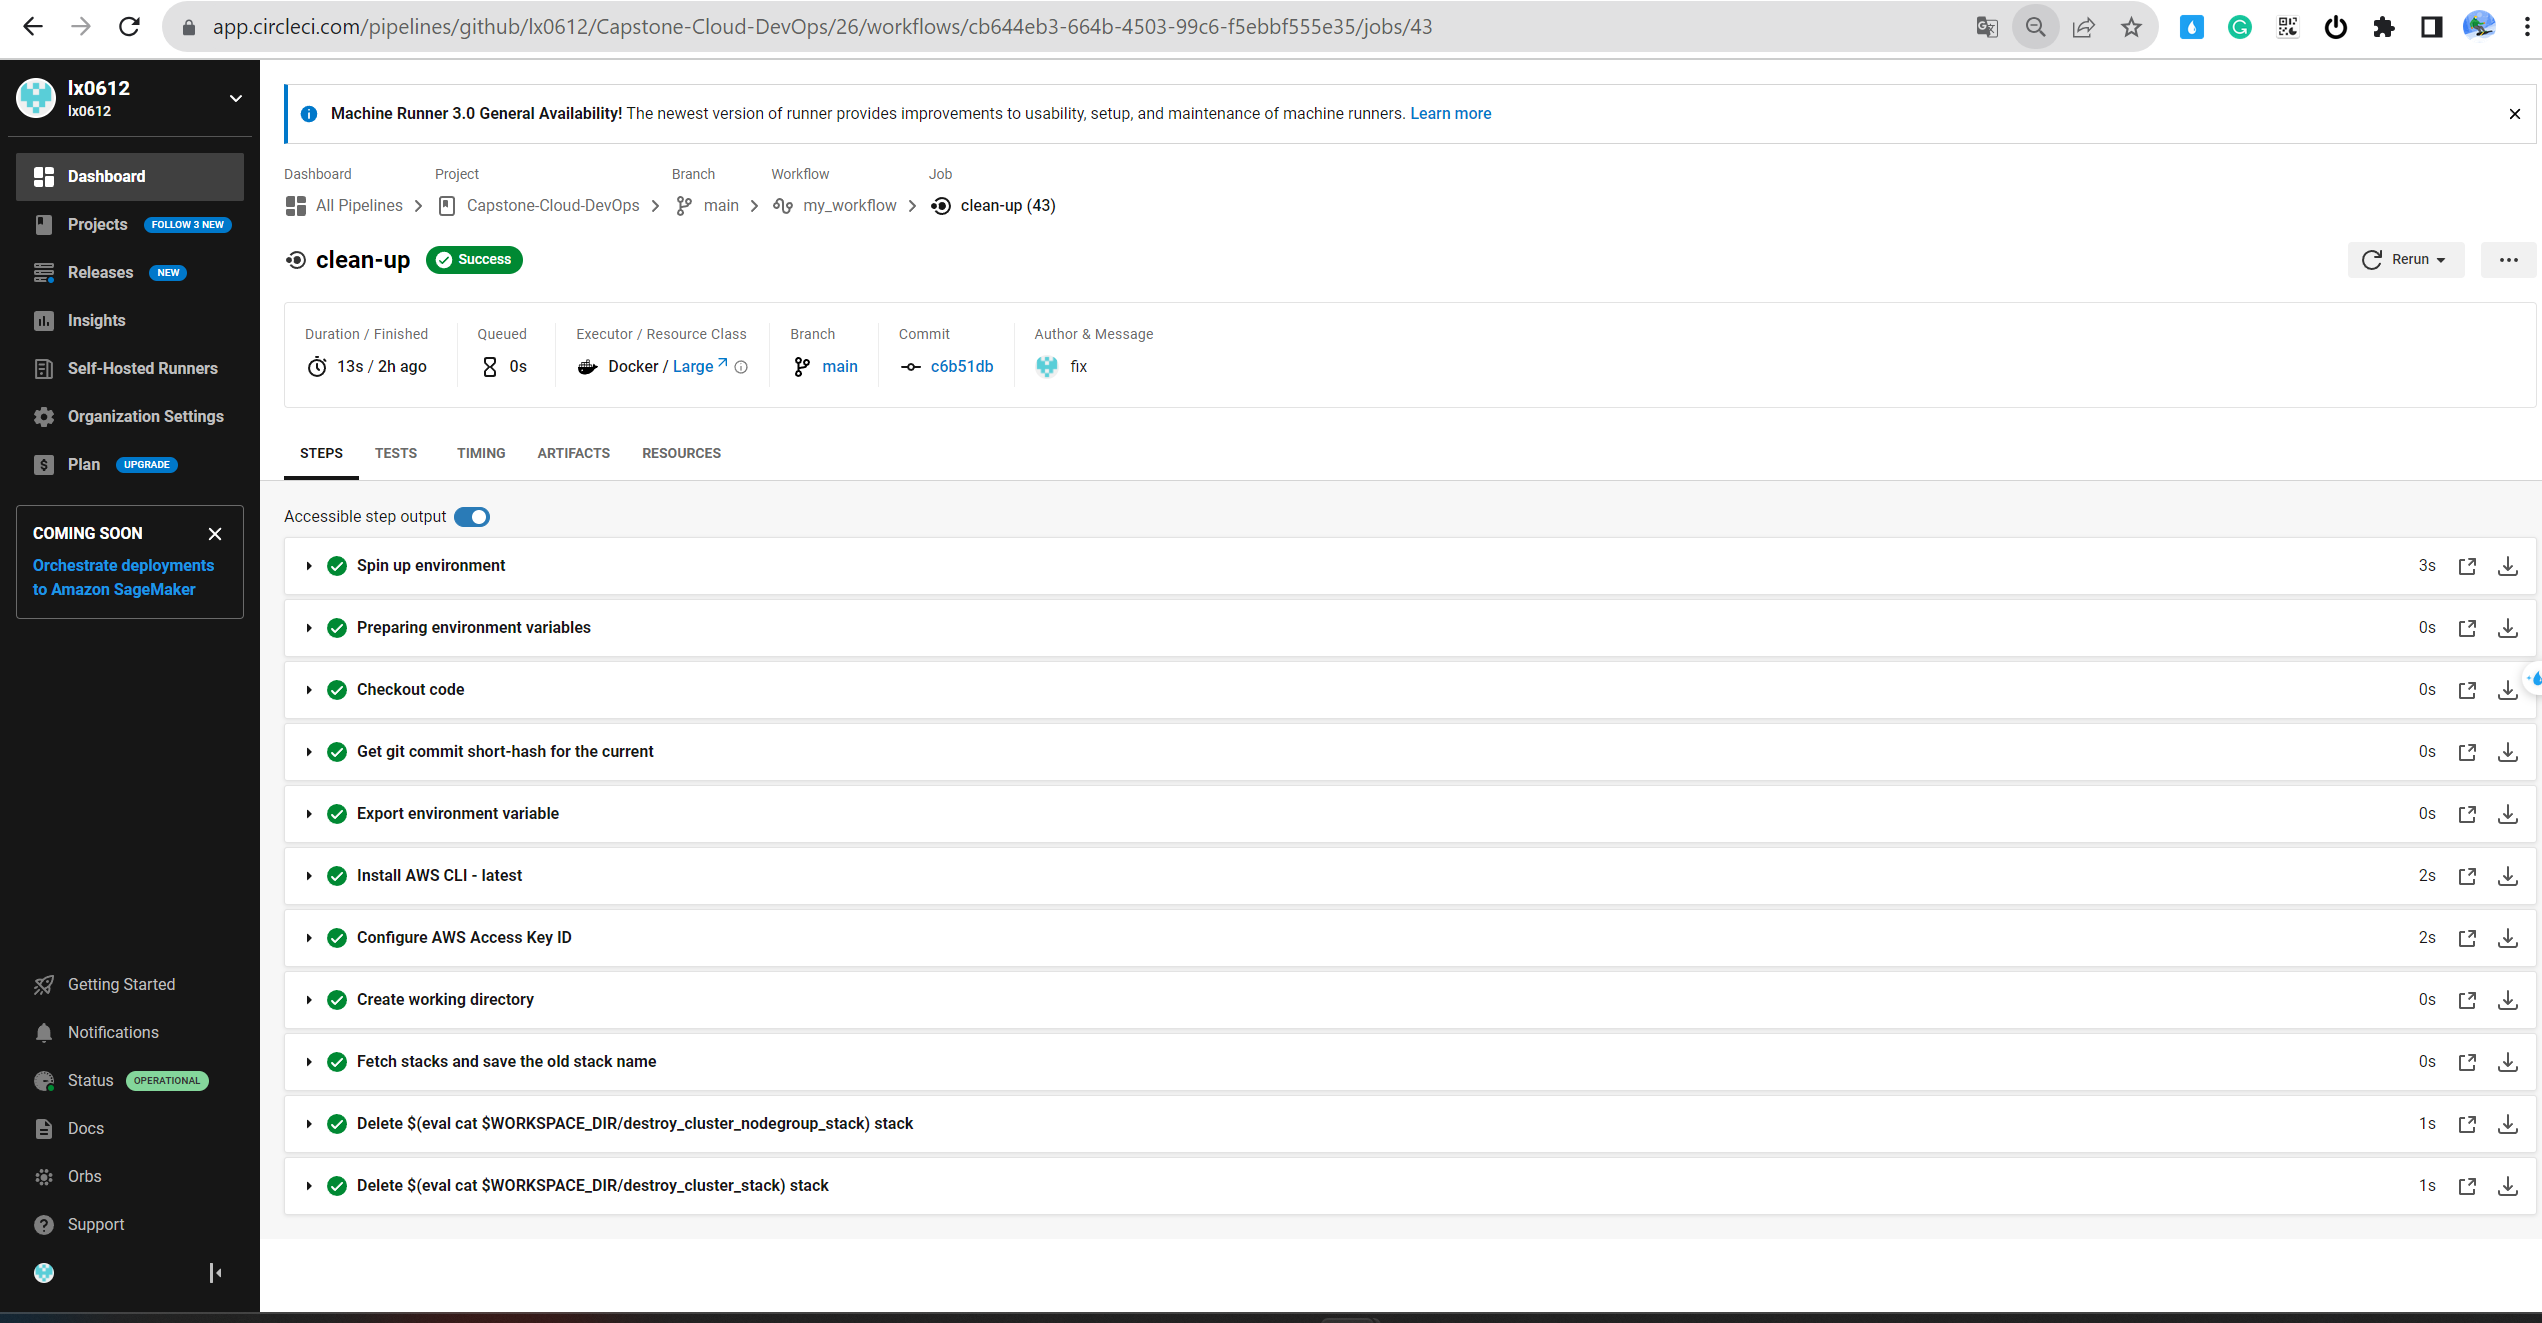 app.circleci.com/pipelines/github/lx0612/Capstone-Cloud-DevOps/26/workflows/cb644eb3-664b-4503-99c6-f5ebbf555e35/jobs/43
lx0612
lx0612
Dashboard
Projects FOLLOW 3 NEW
Releases NEW
Insights
Self-Hosted Runners
Organization Settings
Plan UPGRADE
COMING SOON
Orchestrate deployments
to Amazon SageMaker
Getting Started
Notifications
Status OPERATIONAL
Docs
Orbs
Support
Machine Runner 3.0 General Availability! The newest version of runner provides improvements to usability, setup, and maintenance of machine runners. Learn more
Dashboard Project Branch Workflow Job
All Pipelines Capstone-Cloud-DevOps main my_workflow clean-up (43)
clean-up Success Rerun
Duration / Finished Queued Executor / Resource Class Branch Commit Author & Message
13s / 2h ago 0s Docker / Large main c6b51db fix
STEPS TESTS TIMING ARTIFACTS RESOURCES
Accessible step output
Spin up environment 3s
Preparing environment variables 0s
Checkout code 0s
Get git commit short-hash for the current 0s
Export environment variable 0s
Install AWS CLI - latest 2s
Configure AWS Access Key ID 2s
Create working directory 0s
Fetch stacks and save the old stack name 0s
Delete $(eval cat $WORKSPACE_DIR/destroy_cluster_nodegroup_stack) stack 1s
Delete $(eval cat $WORKSPACE_DIR/destroy_cluster_stack) stack 1s